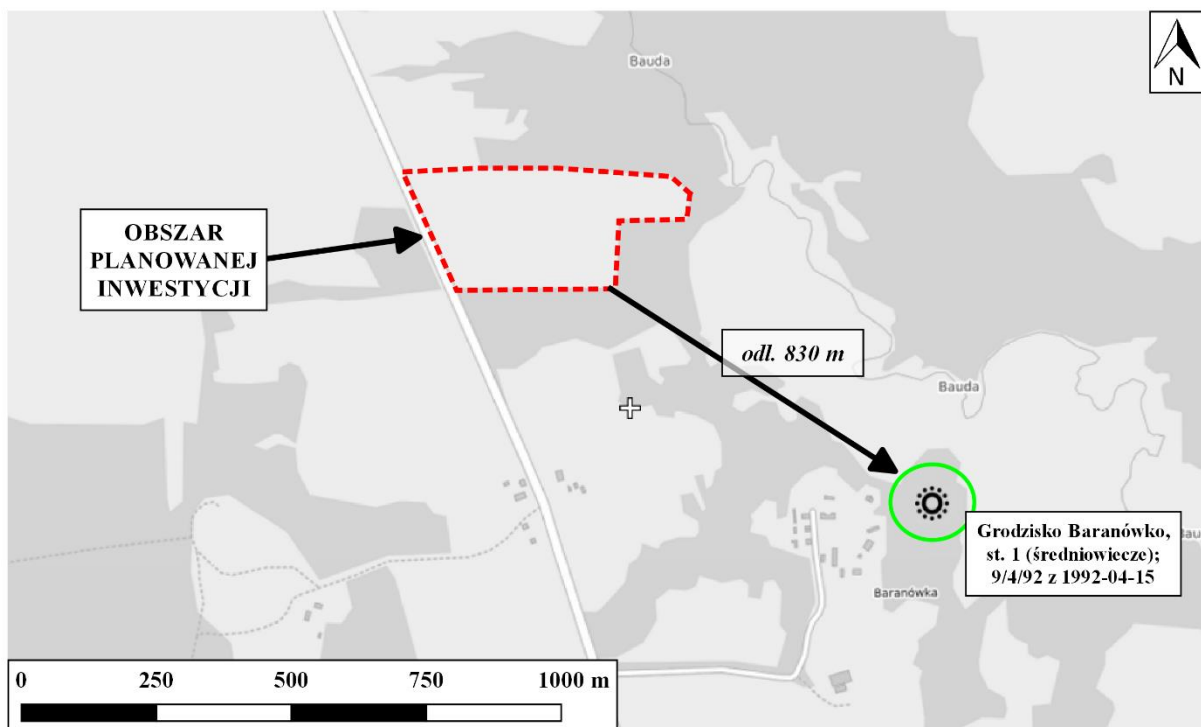 Bauda
N
OBSZAR
PLANOWANEJ
INWESTYCJI
odl. 830 m
Bauda
Grodzisko Baranówko,
st. 1 (średniowiecze);
9/4/92 z 1992-04-15
Bau
Baranówka
0 250 500 750 1000 m